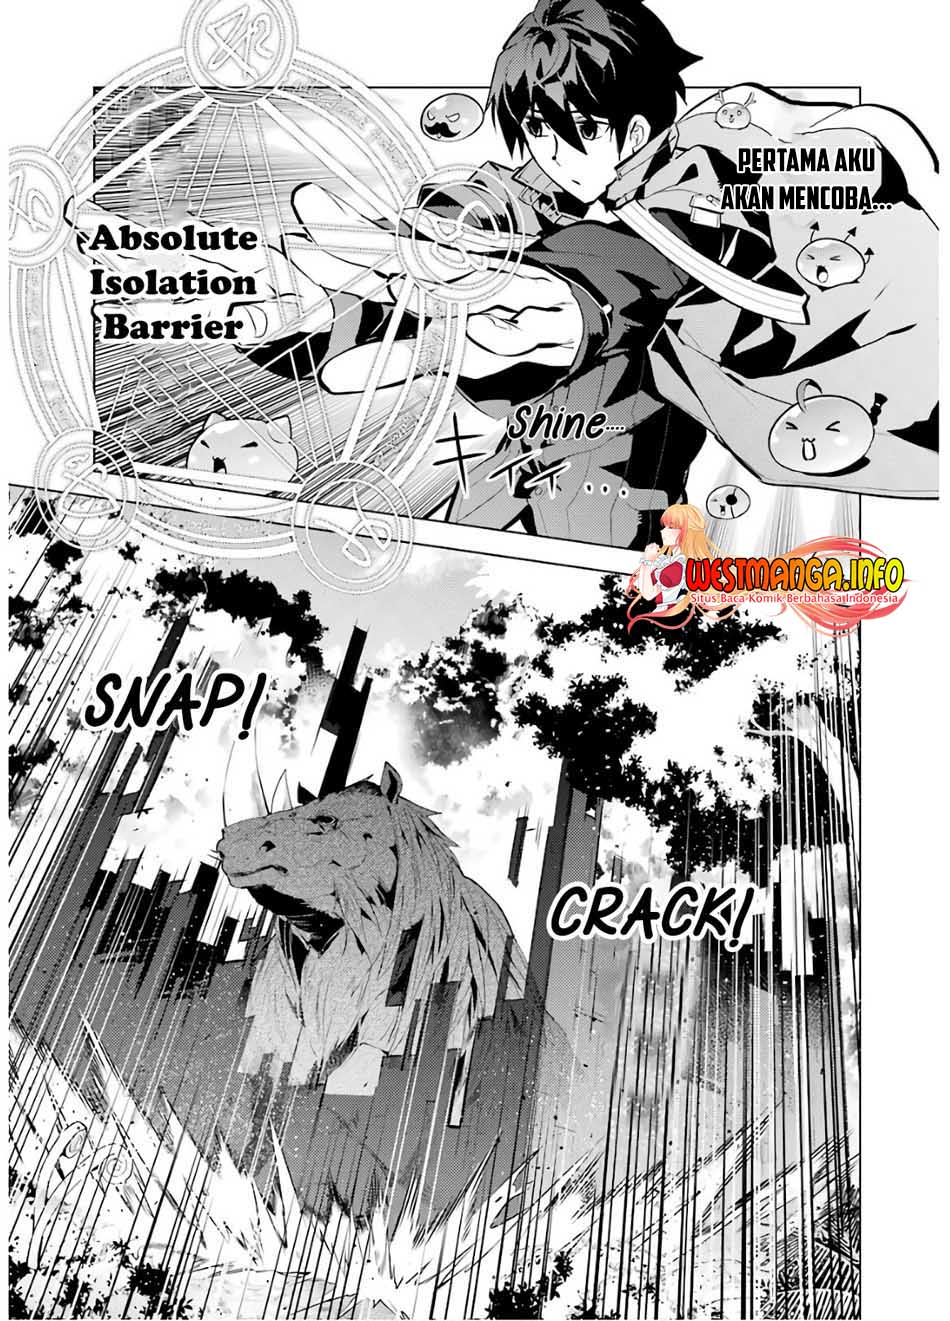 PERTAMA AKU
AKAN MENCOBA...
Absolute
Isolation
Barrier
Shine....
キィィィ...
WESTMANGA.INFO
Situs Baca Komik Berbahasa Indonesia
SNAP!
CRACK!